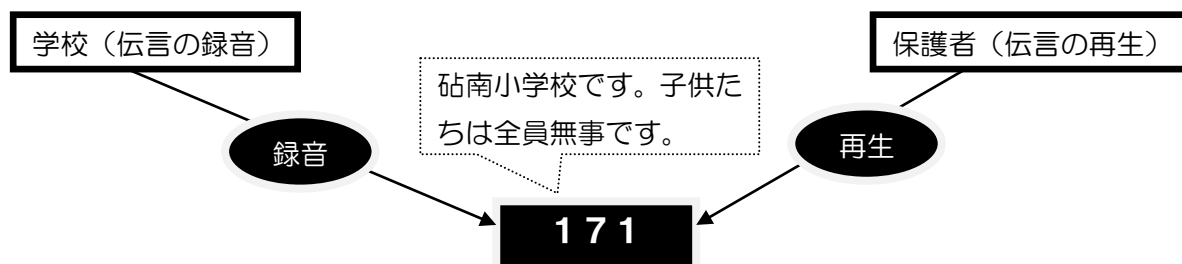 学校（伝言の録音）
保護者（伝言の再生）
砧南小学校です。子供た
ちは全員無事です。
録音
再生
１７１